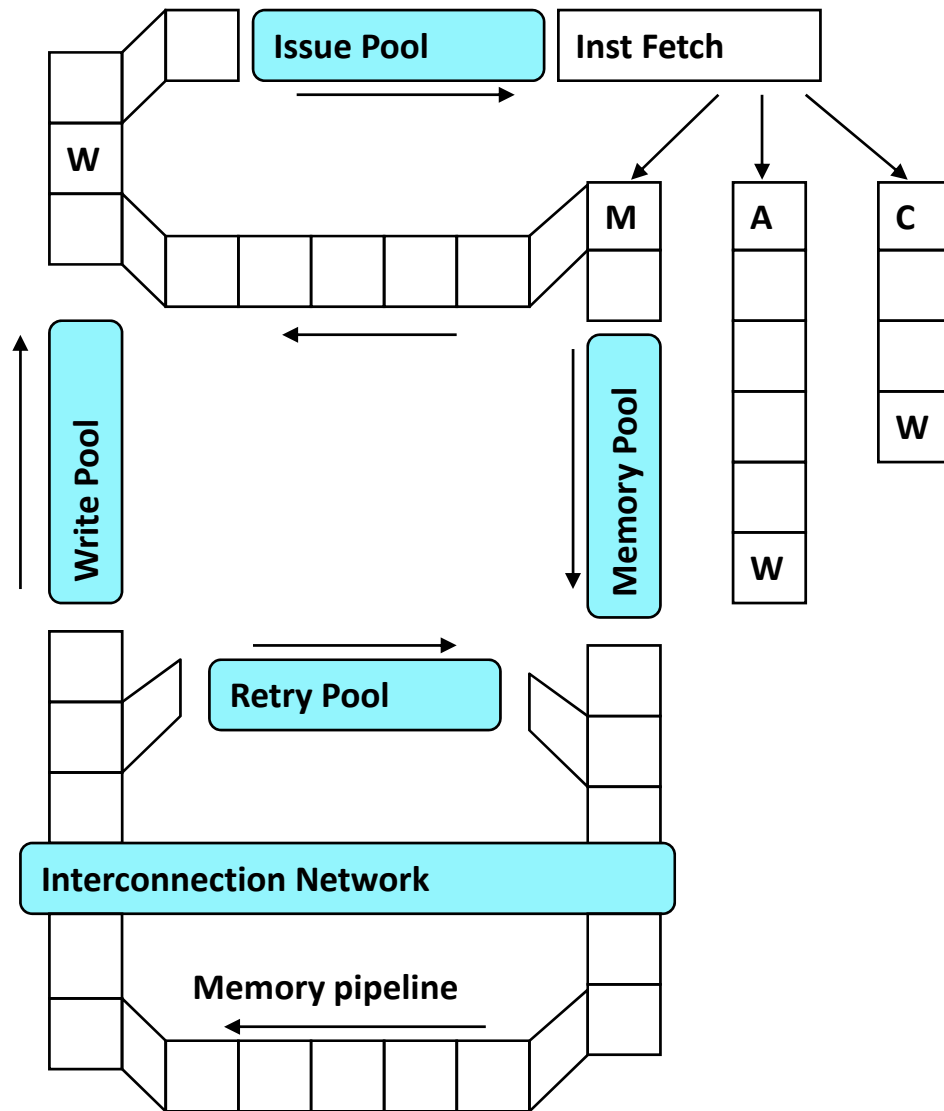 Issue Pool
Inst Fetch
W
M
A
C
W
Write Pool
Memory Pool
W
Retry Pool
Interconnection Network
Memory pipeline